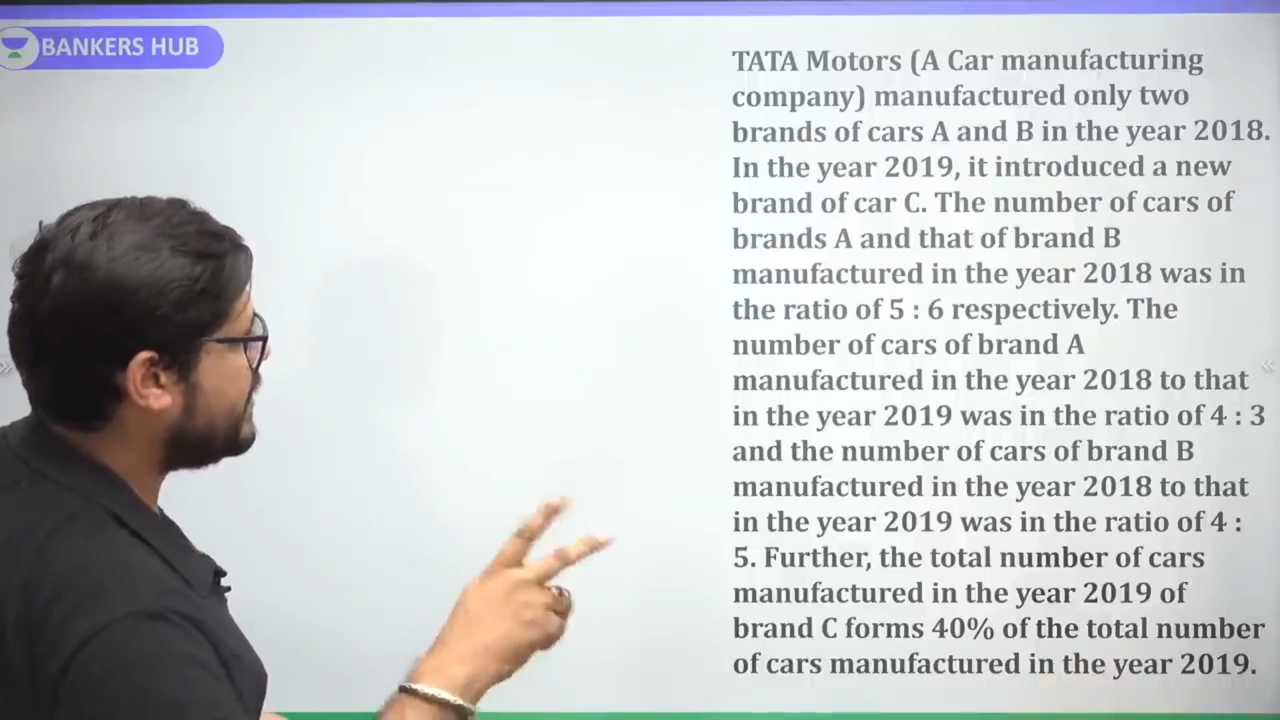 BANKERS HUB
TATA Motors (A Car manufacturing
company) manufactured only two
brands of cars A and B in the year 2018.
In the year 2019, it introduced a new
brand of car C. The number of cars of
brands A and that of brand B
manufactured in the year 2018 was in
the ratio of 5 : 6 respectively. The
number of cars of brand A
manufactured in the year 2018 to that
in the year 2019 was in the ratio of 4 : 3
and the number of cars of brand B
manufactured in the year 2018 to that
in the year 2019 was in the ratio of 4 :
5. Further, the total number of cars
manufactured in the year 2019 of
brand C forms 40% of the total number
of cars manufactured in the year 2019.